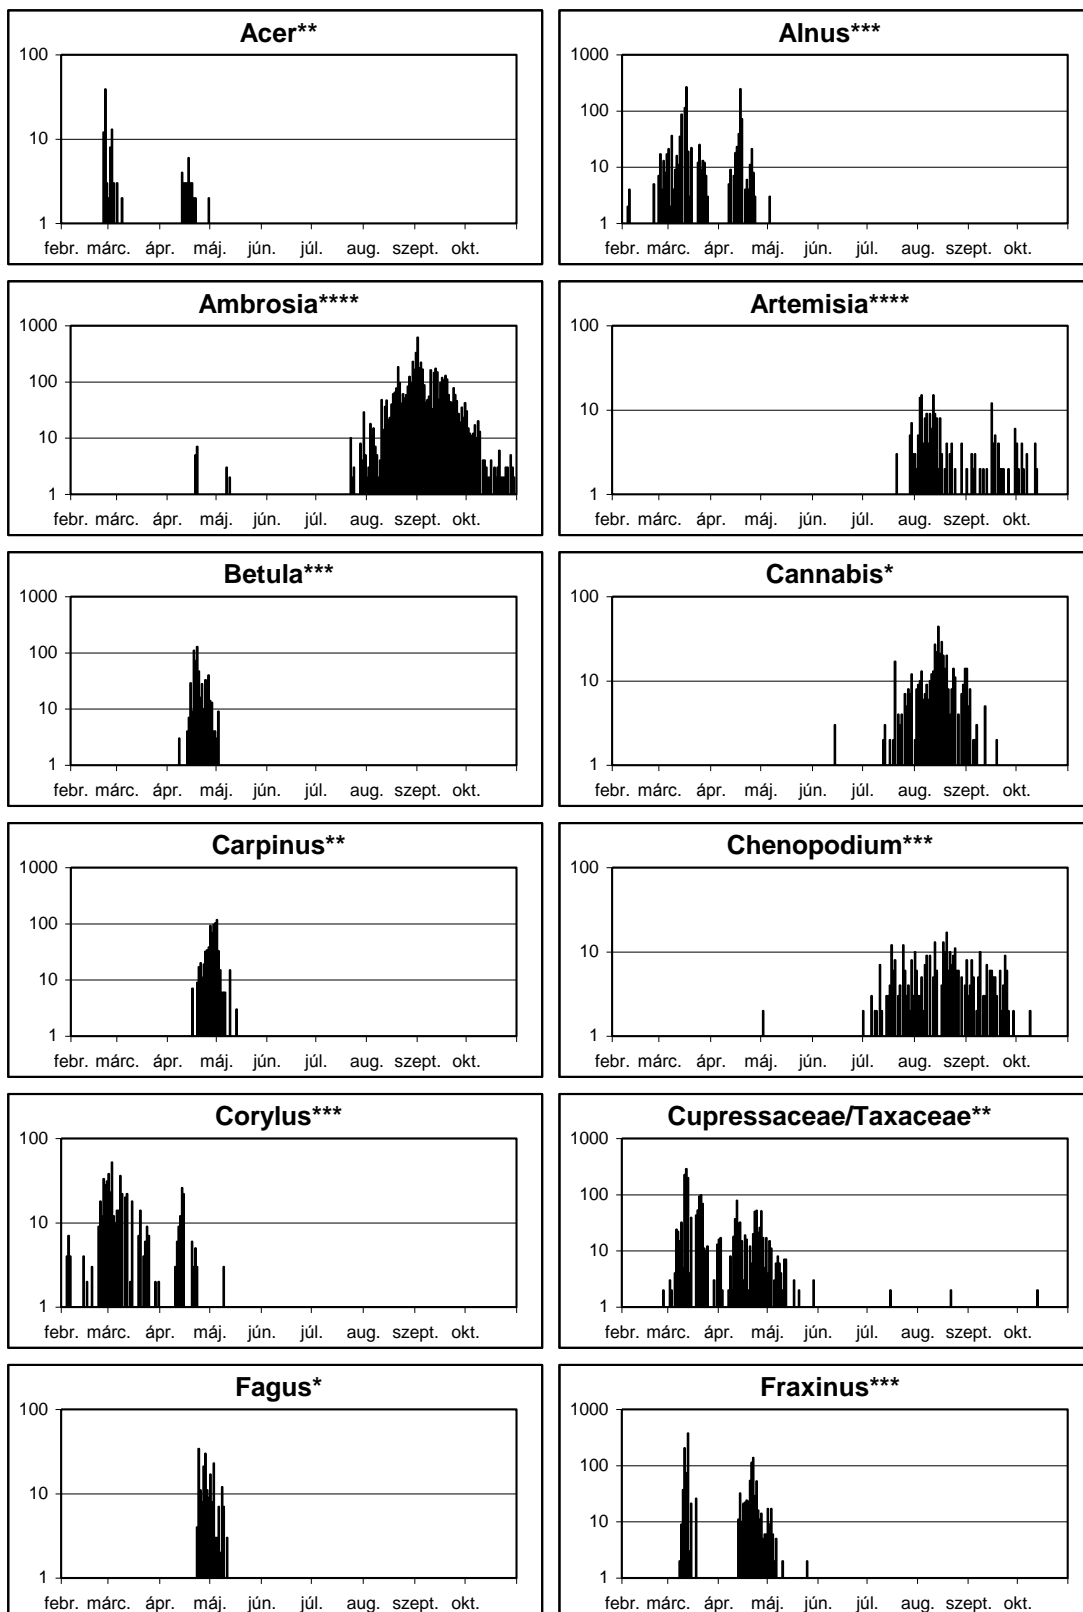 Acer**
100
10
1
febr. márc. ápr. máj. jún. júl. aug. szept. okt.
Alnus***
1000
100
10
1
febr. márc. ápr. máj. jún. júl. aug. szept. okt.
Ambrosia****
1000
100
10
1
febr. márc. ápr. máj. jún. júl. aug. szept. okt.
Artemisia****
100
10
1
febr. márc. ápr. máj. jún. júl. aug. szept. okt.
Betula***
1000
100
10
1
febr. márc. ápr. máj. jún. júl. aug. szept. okt.
Cannabis*
100
10
1
febr. márc. ápr. máj. jún. júl. aug. szept. okt.
Carpinus**
1000
100
10
1
febr. márc. ápr. máj. jún. júl. aug. szept. okt.
Chenopodium***
100
10
1
febr. márc. ápr. máj. jún. júl. aug. szept. okt.
Corylus***
100
10
1
febr. márc. ápr. máj. jún. júl. aug. szept. okt.
Cupressaceae/Taxaceae**
1000
100
10
1
febr. márc. ápr. máj. jún. júl. aug. szept. okt.
Fagus*
100
10
1
febr. márc. ápr. máj. jún. júl. aug. szept. okt.
Fraxinus***
1000
100
10
1
febr. márc. ápr. máj. jún. júl. aug. szept. okt.